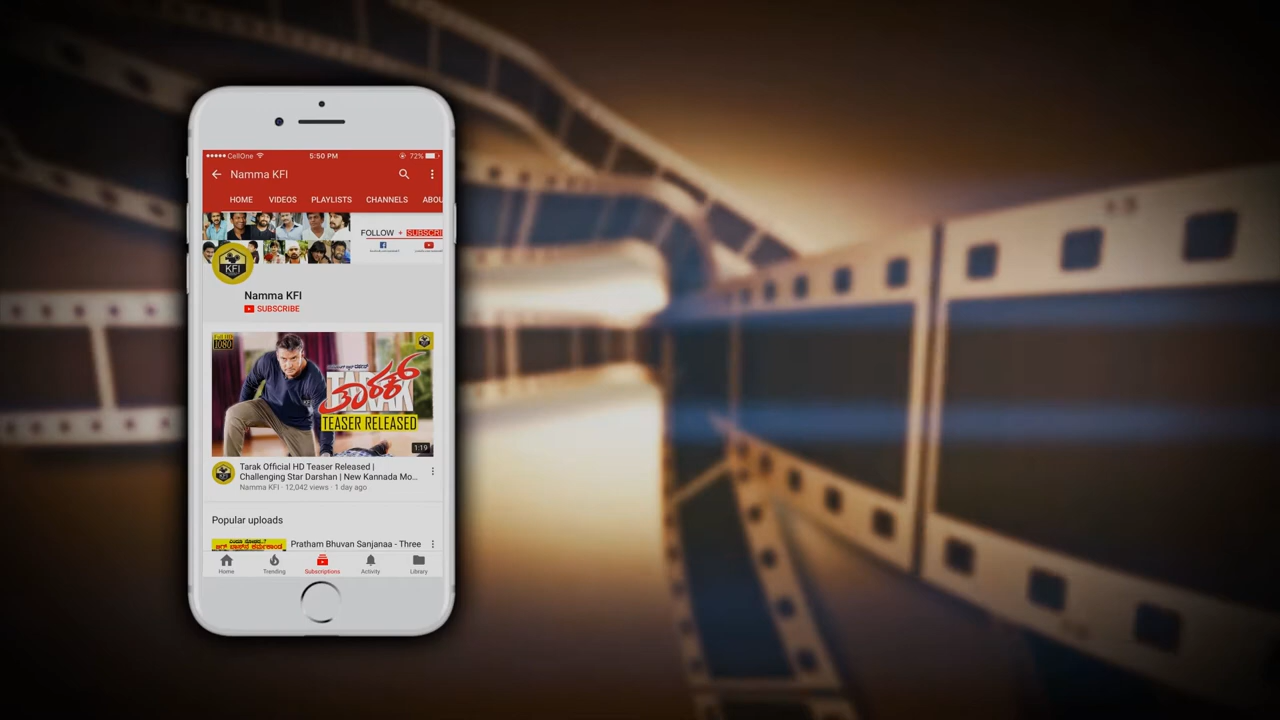 CellOne
5:50 PM
72%
Namma KFI
HOME VIDEOS PLAYLISTS CHANNELS ABOU
FOLLOW + SUBSCRI
KFI
Namma KFI
SUBSCRIBE
1080
ತಾರಕ್
TARAK
TEASER RELEASED
1:19
Tarak Official HD Teaser Released |
Challenging Star Darshan | New Kannada Mo...
Namma KFI · 12,042 views · 1 day ago
Popular uploads
Pratham Bhuvan Sanjanaa - Three
Home Trending Subscriptions Activity Library